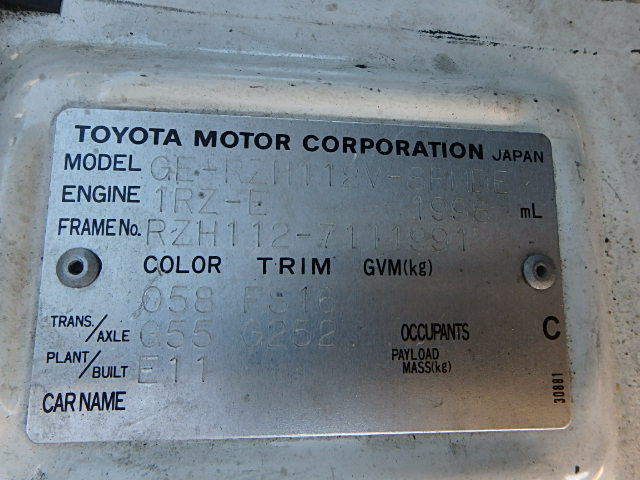 TOYOTA MOTOR CORPORATION JAPAN
MODEL GE-RZH112V-SRMDE
ENGINE 1RZ-E 1998 mL
FRAME No. RZH112-7111991
COLOR TRIM GVM(kg)
058 FS16
TRANS./AXLE G55 G252 OCCUPANTS C
PLANT/BUILT E11 PAYLOAD MASS(kg)
CAR NAME
30881